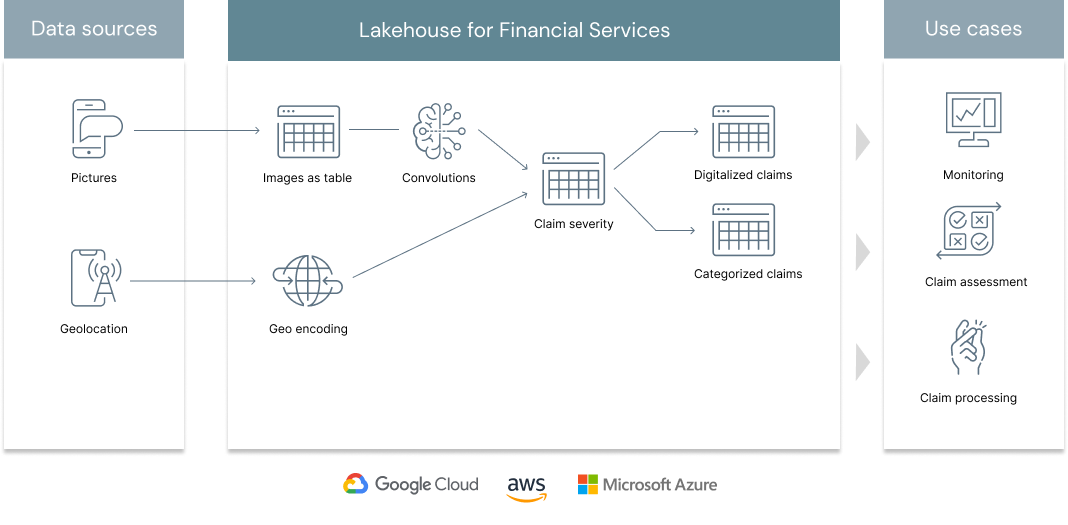 Data sources
Lakehouse for Financial Services
Use cases
Pictures
Images as table
Convolutions
Claim severity
Digitalized claims
Categorized claims
Monitoring
Geolocation
Geo encoding
Claim assessment
Claim processing
Google Cloud
aws
Microsoft Azure